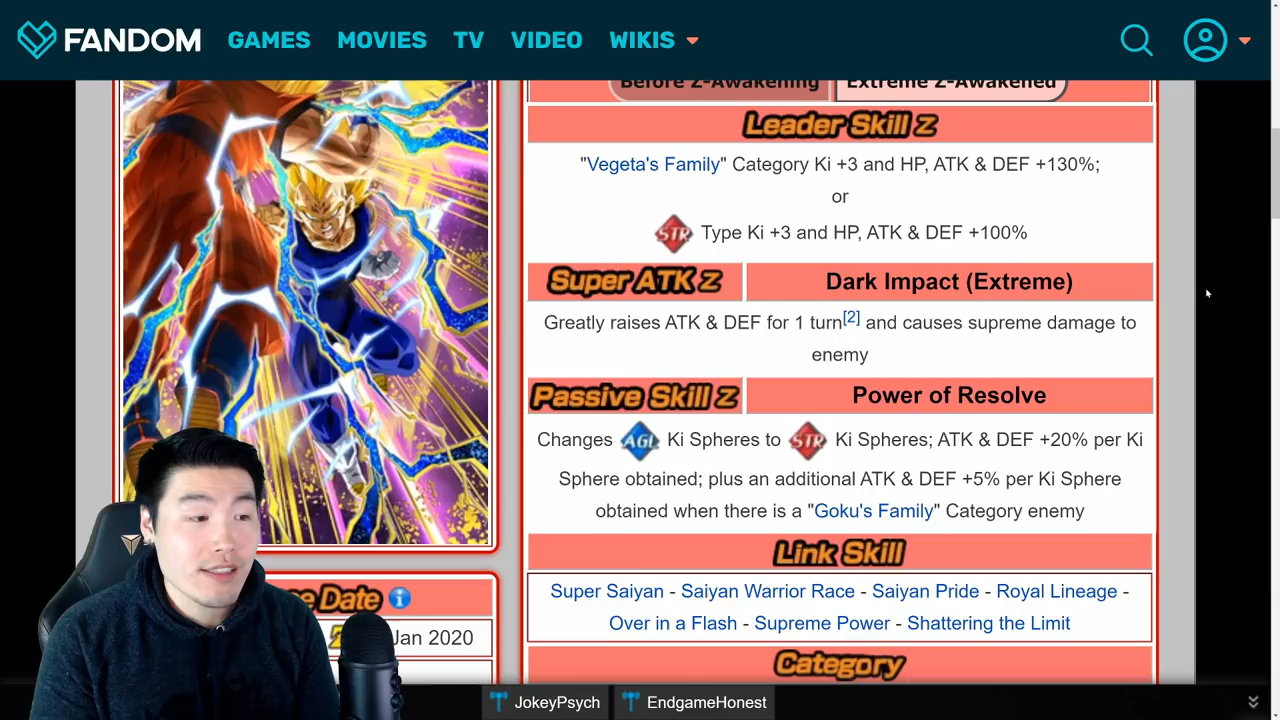 FANDOM GAMES MOVIES TV VIDEO WIKIS
Before Z-Awakening Extreme Z-Awakened
Leader Skill Z
"Vegeta's Family" Category Ki +3 and HP, ATK & DEF +130%;
or
STR Type Ki +3 and HP, ATK & DEF +100%
Super ATK Z Dark Impact (Extreme)
Greatly raises ATK & DEF for 1 turn[2] and causes supreme damage to
enemy
Passive Skill Z Power of Resolve
Changes AGL Ki Spheres to STR Ki Spheres; ATK & DEF +20% per Ki
Sphere obtained; plus an additional ATK & DEF +5% per Ki Sphere
obtained when there is a "Goku's Family" Category enemy
Link Skill
Super Saiyan - Saiyan Warrior Race - Saiyan Pride - Royal Lineage -
Over in a Flash - Supreme Power - Shattering the Limit
Category
Date
Jan 2020
JokeyPsych EndgameHonest